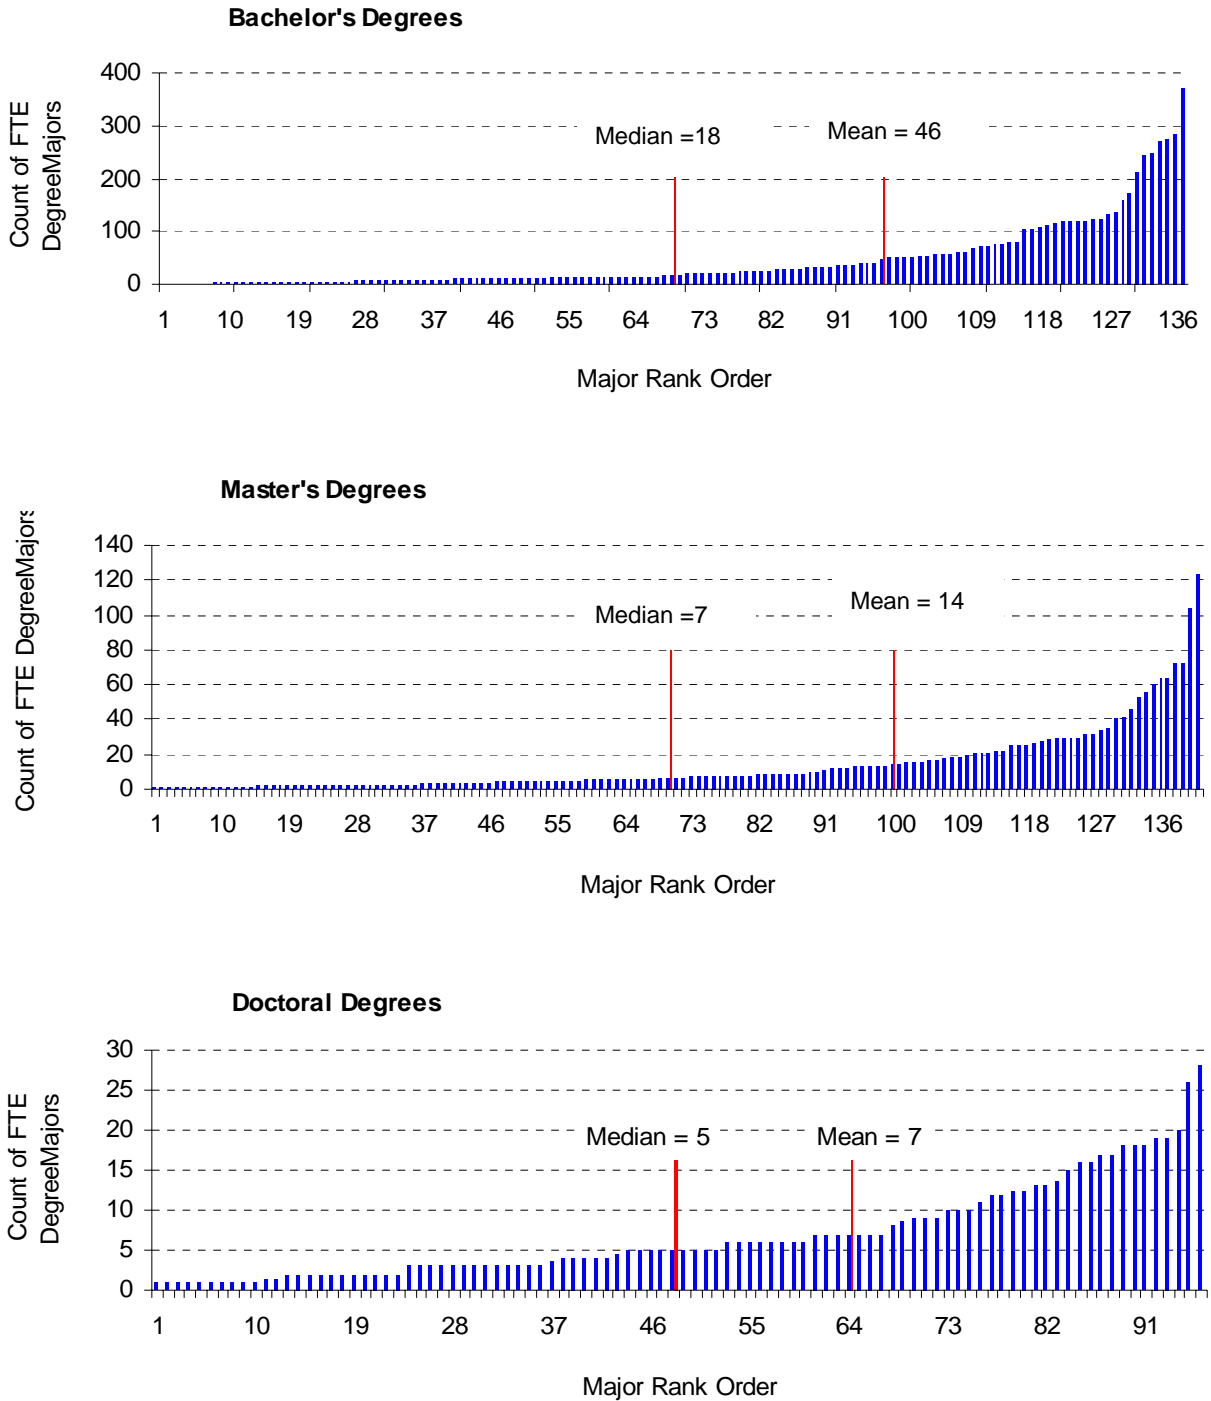 Bachelor's Degrees
Count of FTE
DegreeMajors
400
300
200
100
0
Median =18
Mean = 46
1 10 19 28 37 46 55 64 73 82 91 100 109 118 127 136
Major Rank Order
Master's Degrees
Count of FTE DegreeMajors
140
120
100
80
60
40
20
0
Median =7
Mean = 14
1 10 19 28 37 46 55 64 73 82 91 100 109 118 127 136
Major Rank Order
Doctoral Degrees
Count of FTE
DegreeMajors
30
25
20
15
10
5
0
Median = 5
Mean = 7
1 10 19 28 37 46 55 64 73 82 91
Major Rank Order